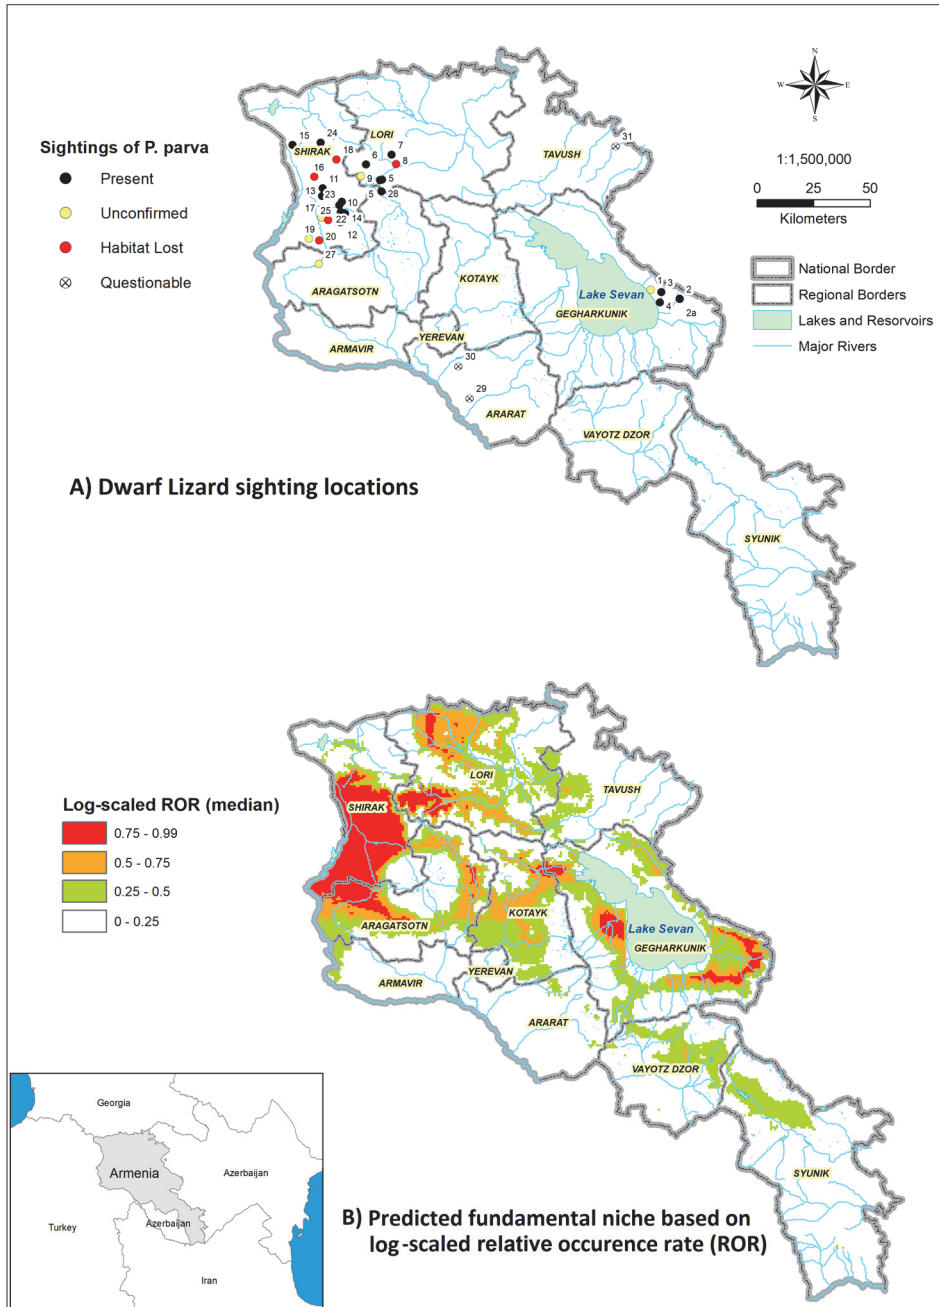 N
W
E
S
Sightings of P. parva
Present
Unconfirmed
Habitat Lost
Questionable
1:1,500,000
0
25
50
Kilometers
National Border
Regional Borders
Lakes and Resorvoirs
Major Rivers
15
24
LORI
7
31
SHIRAK
18
6
8
TAVUSH
16
11
9
5
13
23
5
28
17
25
10
22
14
19
20
12
27
KOTAYK
1
3
2
Lake Sevan
4
2a
ARAGATSOTN
GEGHARKUNIK
ARMAVIR
YEREVAN
30
29
ARARAT
VAYOTZ DZOR
SYUNIK
A) Dwarf Lizard sighting locations
Log-scaled ROR (median)
0.75 - 0.99
0.5 - 0.75
0.25 - 0.5
0 - 0.25
LORI
SHIRAK
TAVUSH
KOTAYK
ARAGATSOTN
Lake Sevan
GEGHARKUNIK
YEREVAN
ARMAVIR
ARARAT
VAYOTZ DZOR
SYUNIK
Georgia
Armenia
Azerbaijan
Turkey
Azerbaijan
Iran
B) Predicted fundamental niche based on
log-scaled relative occurence rate (ROR)